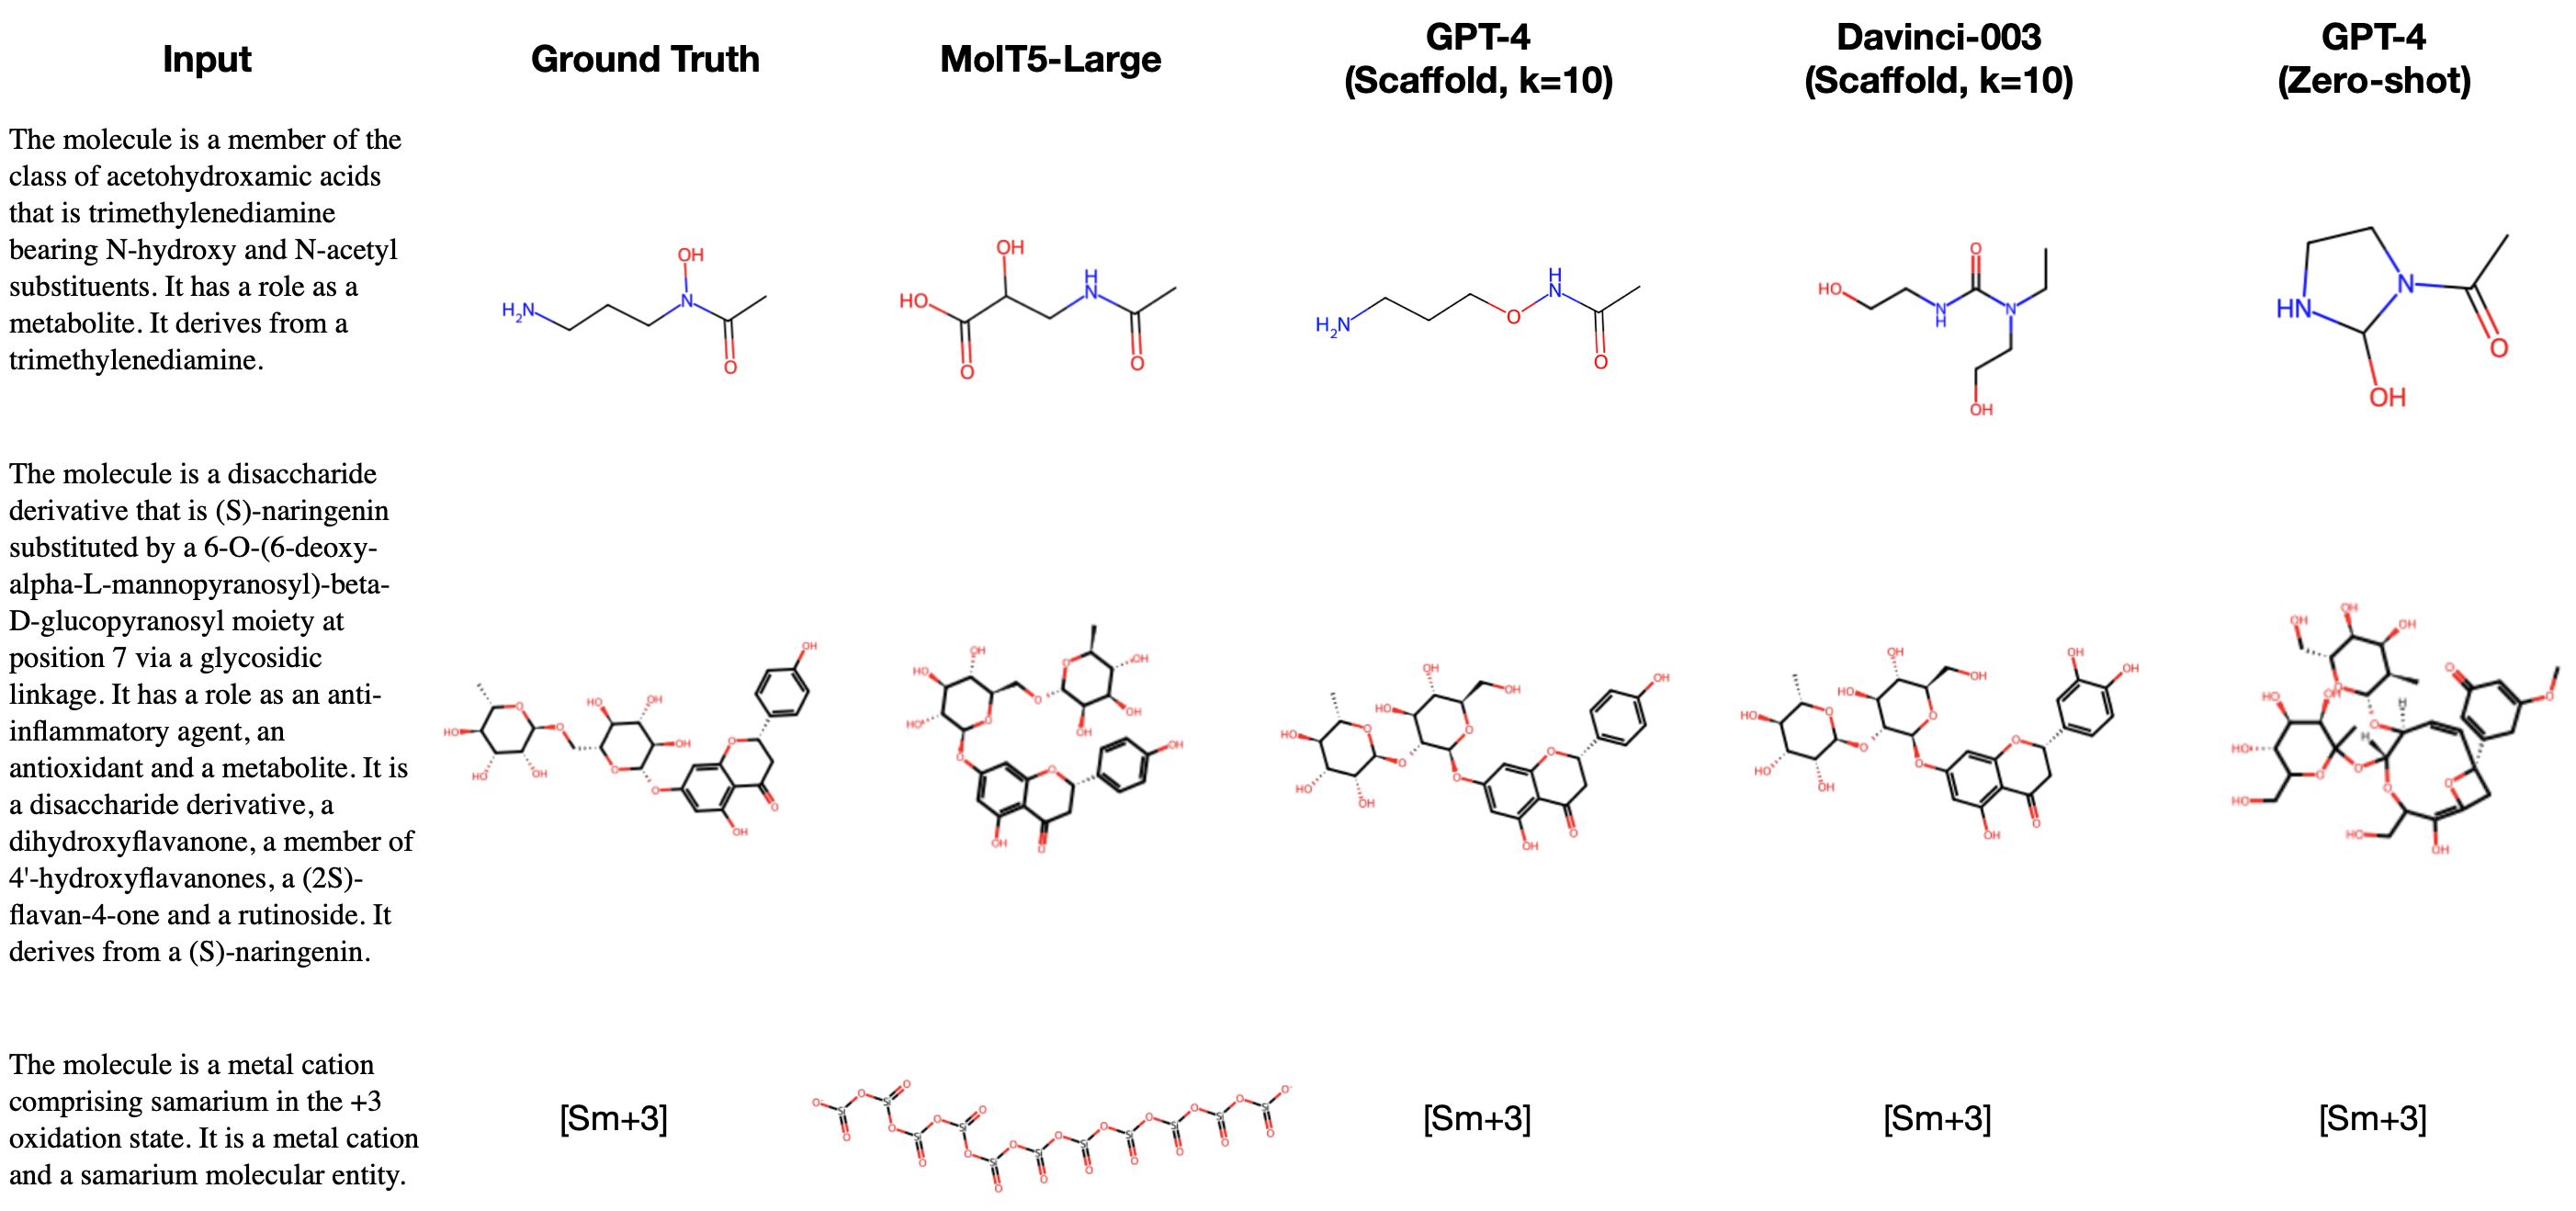 Input
Ground Truth
MolT5-Large
GPT-4
(Scaffold, k=10)
Davinci-003
(Scaffold, k=10)
GPT-4
(Zero-shot)
The molecule is a member of the
class of acetohydroxamic acids
that is trimethylenediamine
bearing N-hydroxy and N-acetyl
substituents. It has a role as a
metabolite. It derives from a
trimethylenediamine.
H₂N OH N O
HO O OH H N O
H₂N O H N O
HO N H O N OH
HN N O OH
The molecule is a disaccharide
derivative that is (S)-naringenin
substituted by a 6-O-(6-deoxy-
alpha-L-mannopyranosyl)-beta-
D-glucopyranosyl moiety at
position 7 via a glycosidic
linkage. It has a role as an anti-
inflammatory agent, an
antioxidant and a metabolite. It is
a disaccharide derivative, a
dihydroxyflavanone, a member of
4'-hydroxyflavanones, a (2S)-
flavan-4-one and a rutinoside. It
derives from a (S)-naringenin.
The molecule is a metal cation
comprising samarium in the +3
oxidation state. It is a metal cation
and a samarium molecular entity.
[Sm+3]
[Sm+3]
[Sm+3]
[Sm+3]